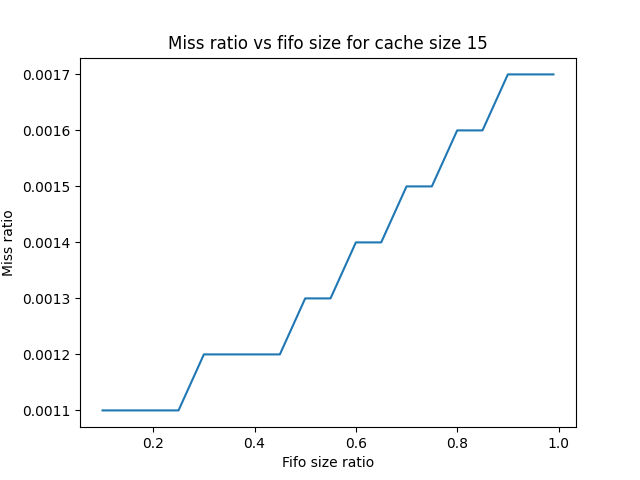 Miss ratio vs fifo size for cache size 15
0.0017
0.0016
0.0015
0.0014
0.0013
0.0012
0.0011
Miss ratio
0.2 0.4 0.6 0.8 1.0
Fifo size ratio